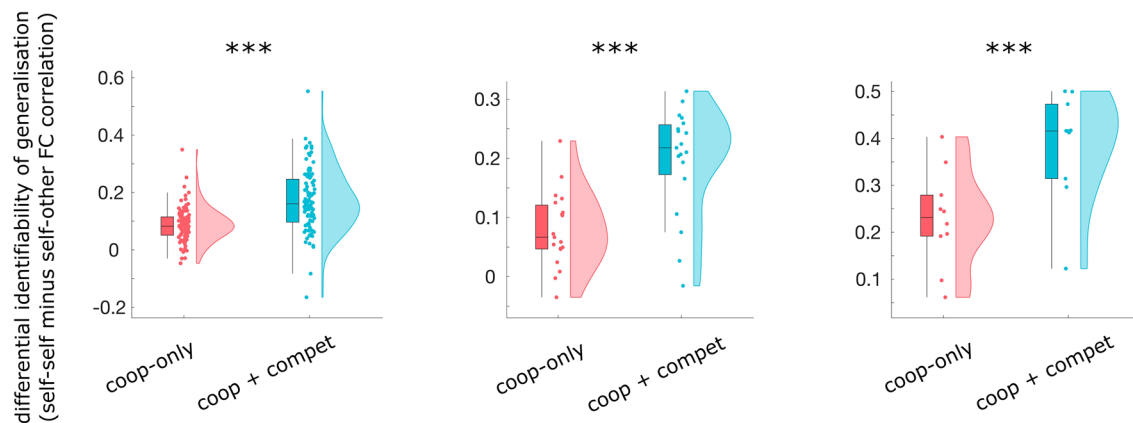 differential identifiability of generalisation
(self-self minus self-other FC correlation)
***
0.6
0.4
0.2
0
-0.2
coop-only
coop + compet
***
0.3
0.2
0.1
0
coop-only
coop + compet
***
0.5
0.4
0.3
0.2
0.1
coop-only
coop + compet